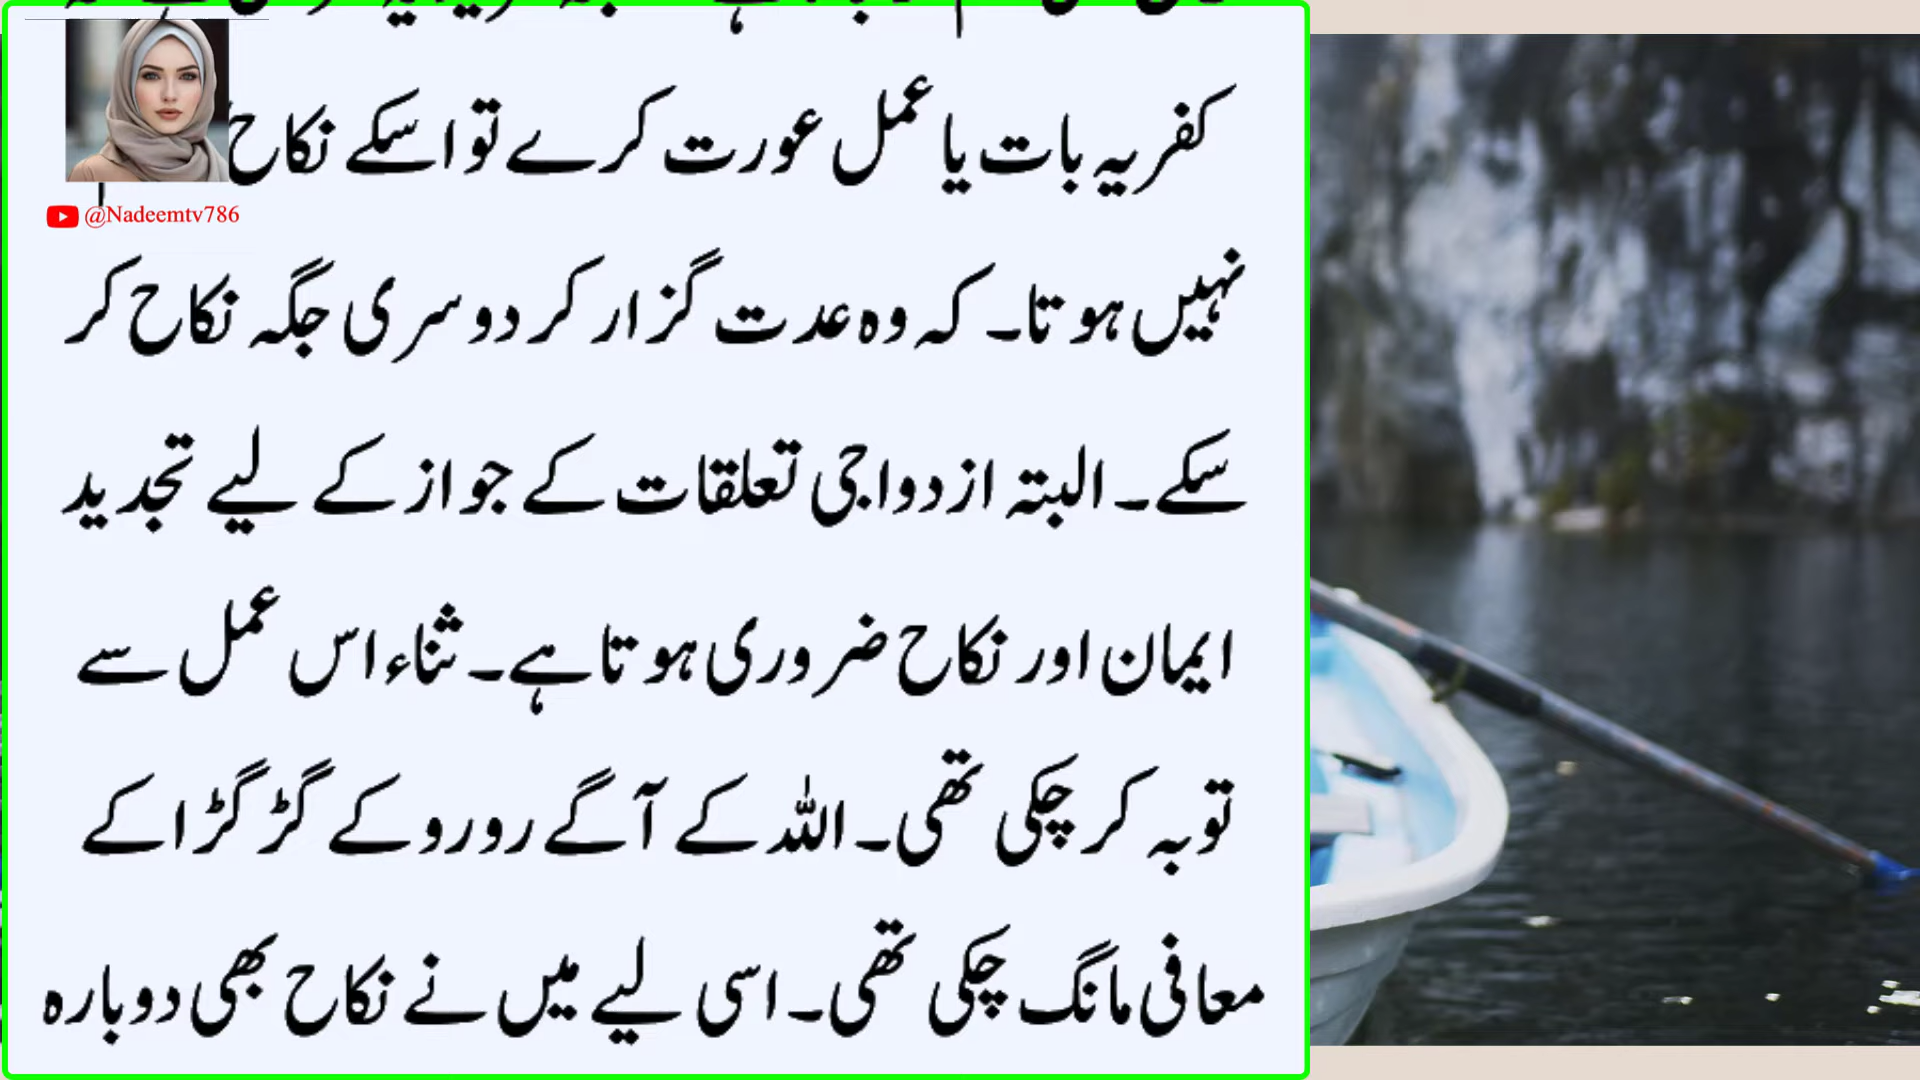 کفریہ بات یا عمل عورت کرے تو اسکے نکاح
@Nadeemtv786
نہیں ہوتا۔ کہ وہ عدت گزار کر دوسری جگہ نکاح کر
سکے۔ البتہ ازدواجی تعلقات کے جواز کے لیے تجدید
ایمان اور نکاح ضروری ہوتا ہے۔ ثناء اس عمل سے
توبہ کر چکی تھی۔ اللہ کے آگے رو رو کے گڑگڑا کے
معافی مانگ چکی تھی۔ اسی لیے میں نے نکاح بھی دوبارہ